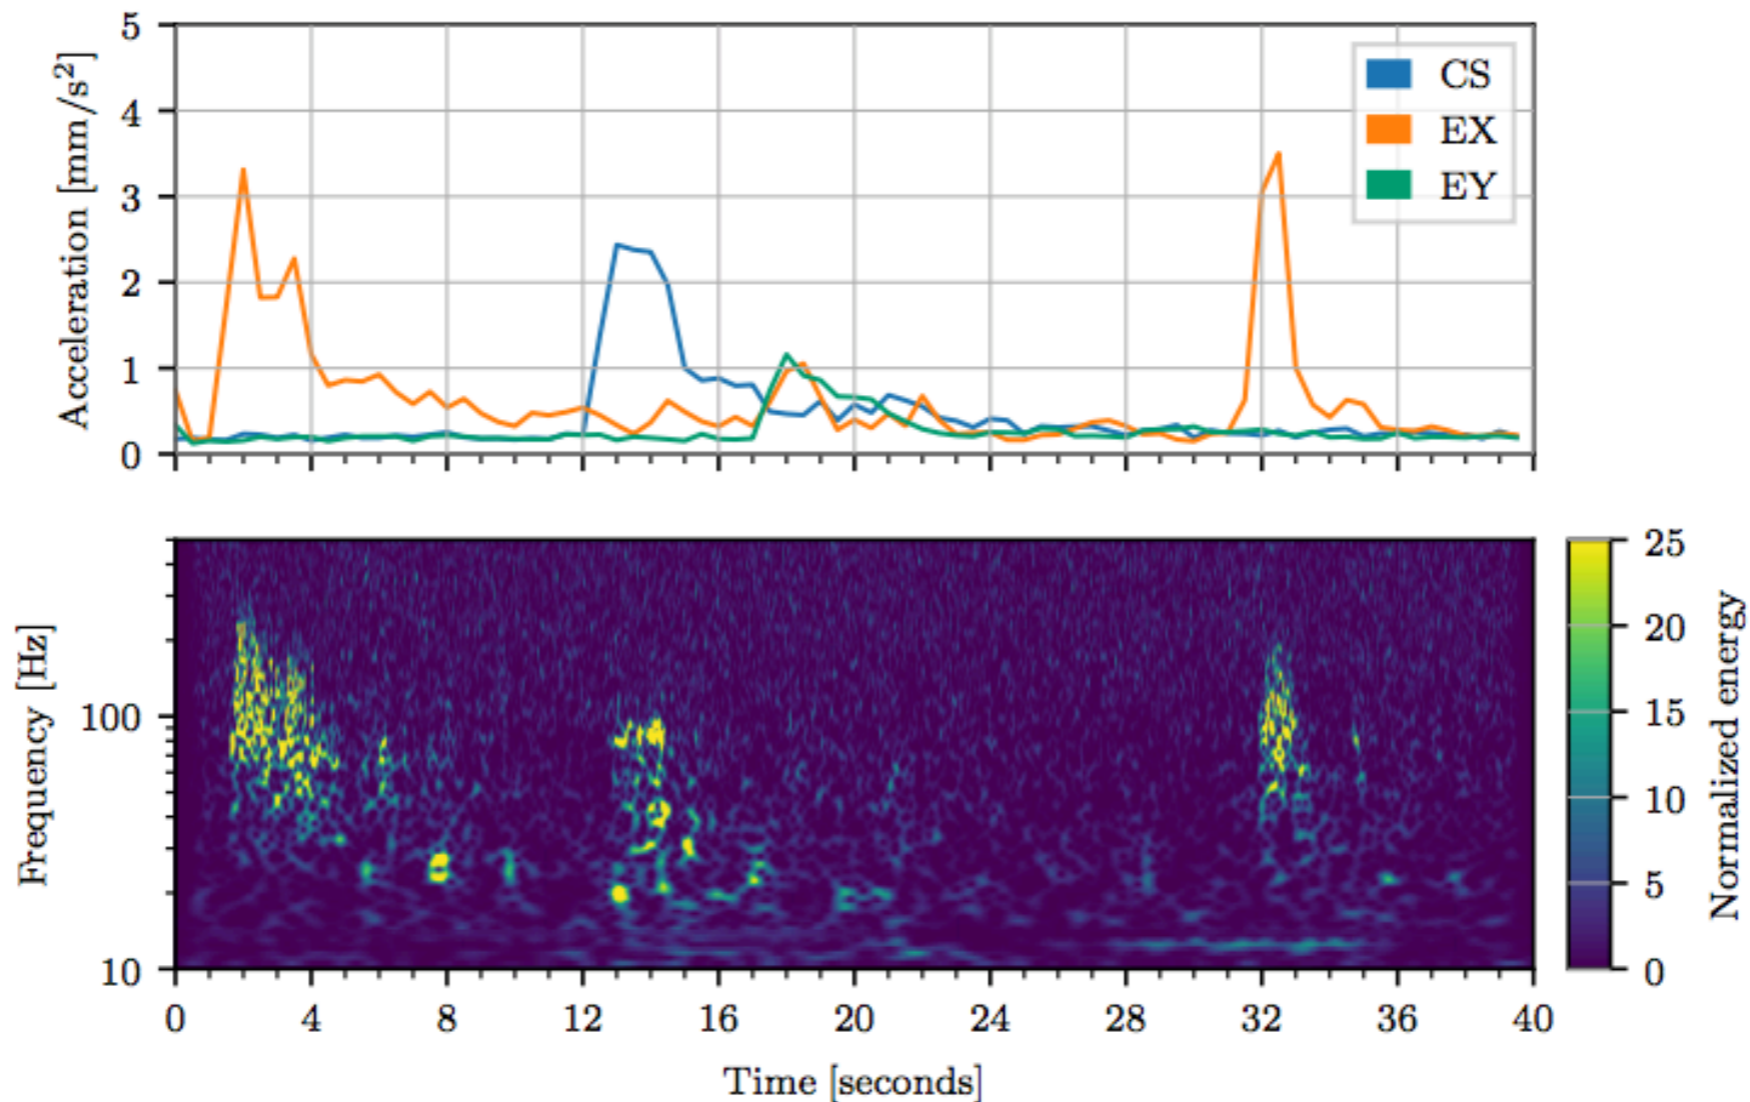 5
4
3
2
1
0
Acceleration [mm/s²]
CS
EX
EY
Frequency [Hz]
100
10
0 4 8 12 16 20 24 28 32 36 40
Time [seconds]
25
20
15
10
5
0
Normalized energy